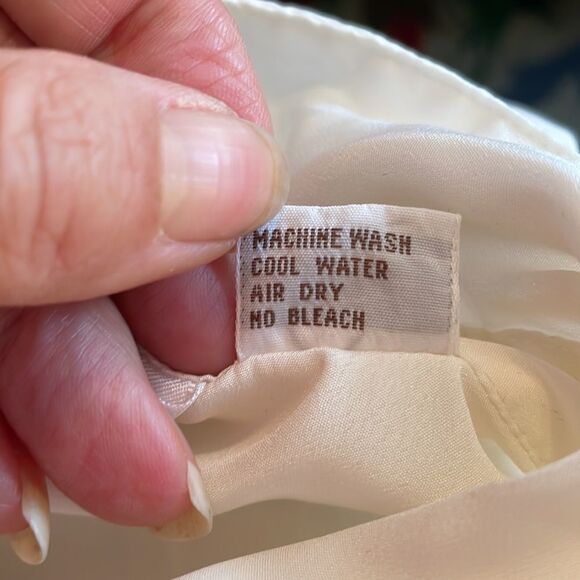 MACHINE WASH
COOL WATER
AIR DRY
NO BLEACH